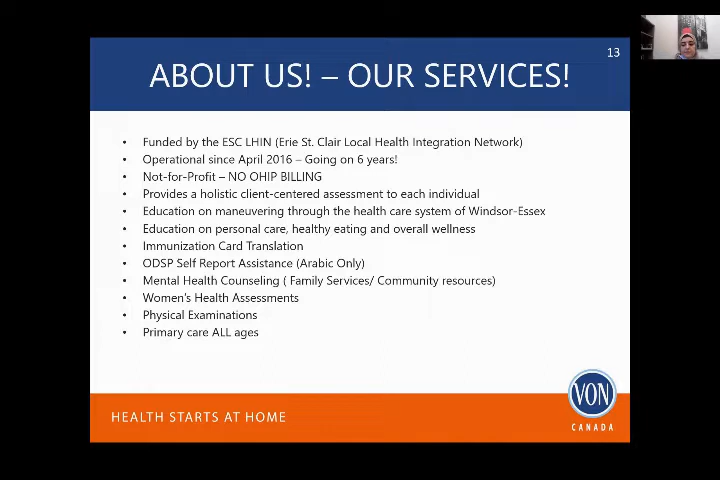 13
ABOUT US! – OUR SERVICES!
• Funded by the ESC LHIN (Erie St. Clair Local Health Integration Network)
• Operational since April 2016 – Going on 6 years!
• Not-for-Profit – NO OHIP BILLING
• Provides a holistic client-centered assessment to each individual
• Education on maneuvering through the health care system of Windsor-Essex
• Education on personal care, healthy eating and overall wellness
• Immunization Card Translation
• ODSP Self Report Assistance (Arabic Only)
• Mental Health Counseling ( Family Services/ Community resources)
• Women's Health Assessments
• Physical Examinations
• Primary care ALL ages
HEALTH STARTS AT HOME
VON
CANADA